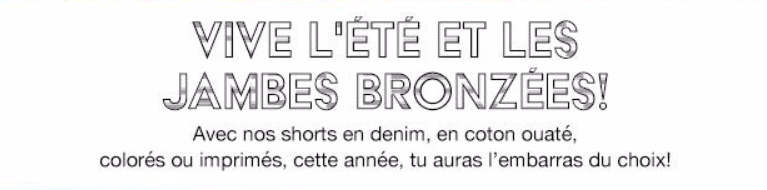 VIVE L'ÉTÉ ET LES
JAMBES BRONZÉES!
Avec nos shorts en denim, en coton ouaté,
colorés ou imprimés, cette année, tu auras l'embarras du choix!